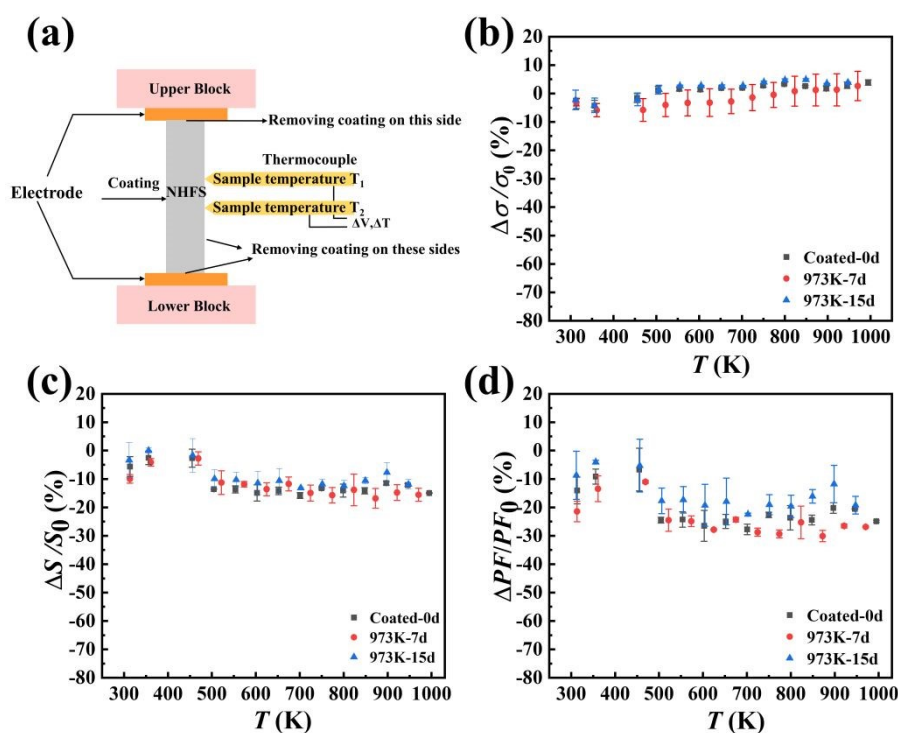 (a)
Upper Block
Removing coating on this side
Thermocouple
Coating
NHFS
Sample temperature T₁
Electrode
Sample temperature T₂
ΔV,ΔT
Removing coating on these sides
Lower Block
(b)
20
10
0
-10
-20
-30
-40
-50
-60
-70
-80
Δσ/σ₀ (%)
Coated-0d
973K-7d
973K-15d
300 400 500 600 700 800 900 1000
T (K)
(c)
20
10
0
-10
-20
-30
-40
-50
-60
-70
-80
ΔS/S₀ (%)
Coated-0d
973K-7d
973K-15d
300 400 500 600 700 800 900 1000
T (K)
(d)
20
10
0
-10
-20
-30
-40
-50
-60
-70
-80
ΔPF/PF₀ (%)
Coated-0d
973K-7d
973K-15d
300 400 500 600 700 800 900 1000
T (K)